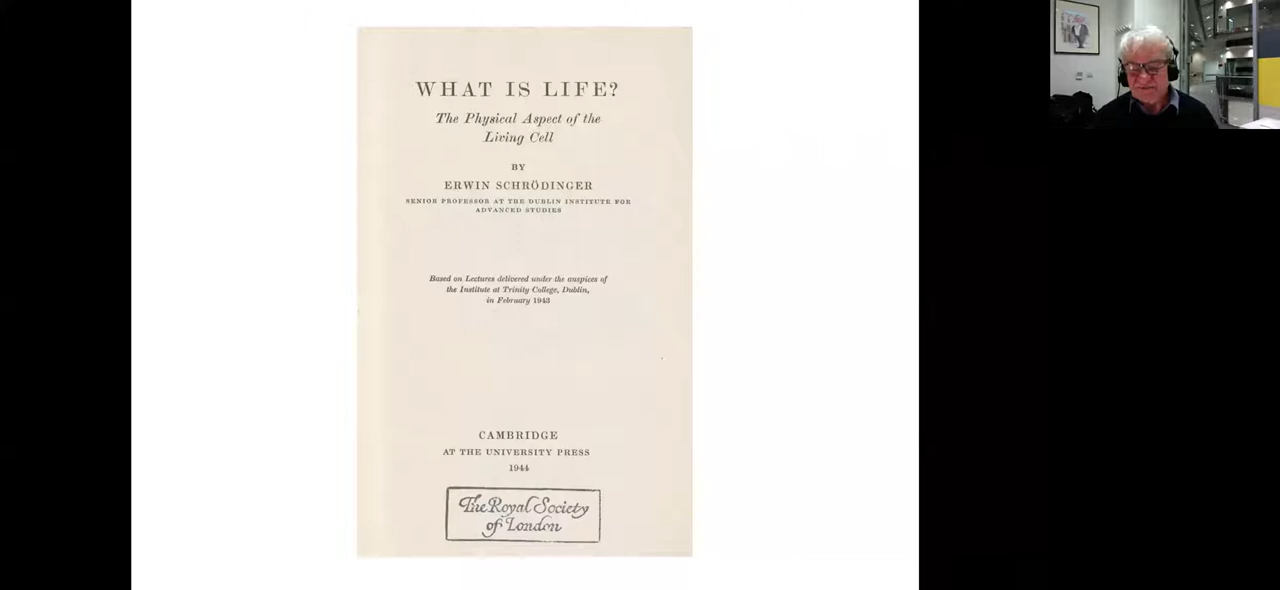 WHAT IS LIFE?
The Physical Aspect of the
Living Cell
BY
ERWIN SCHRÖDINGER
SENIOR PROFESSOR AT THE DUBLIN INSTITUTE FOR
ADVANCED STUDIES
Based on Lectures delivered under the auspices of
the Institute at Trinity College, Dublin,
in February 1943
CAMBRIDGE
AT THE UNIVERSITY PRESS
1944
The Royal Society
of London